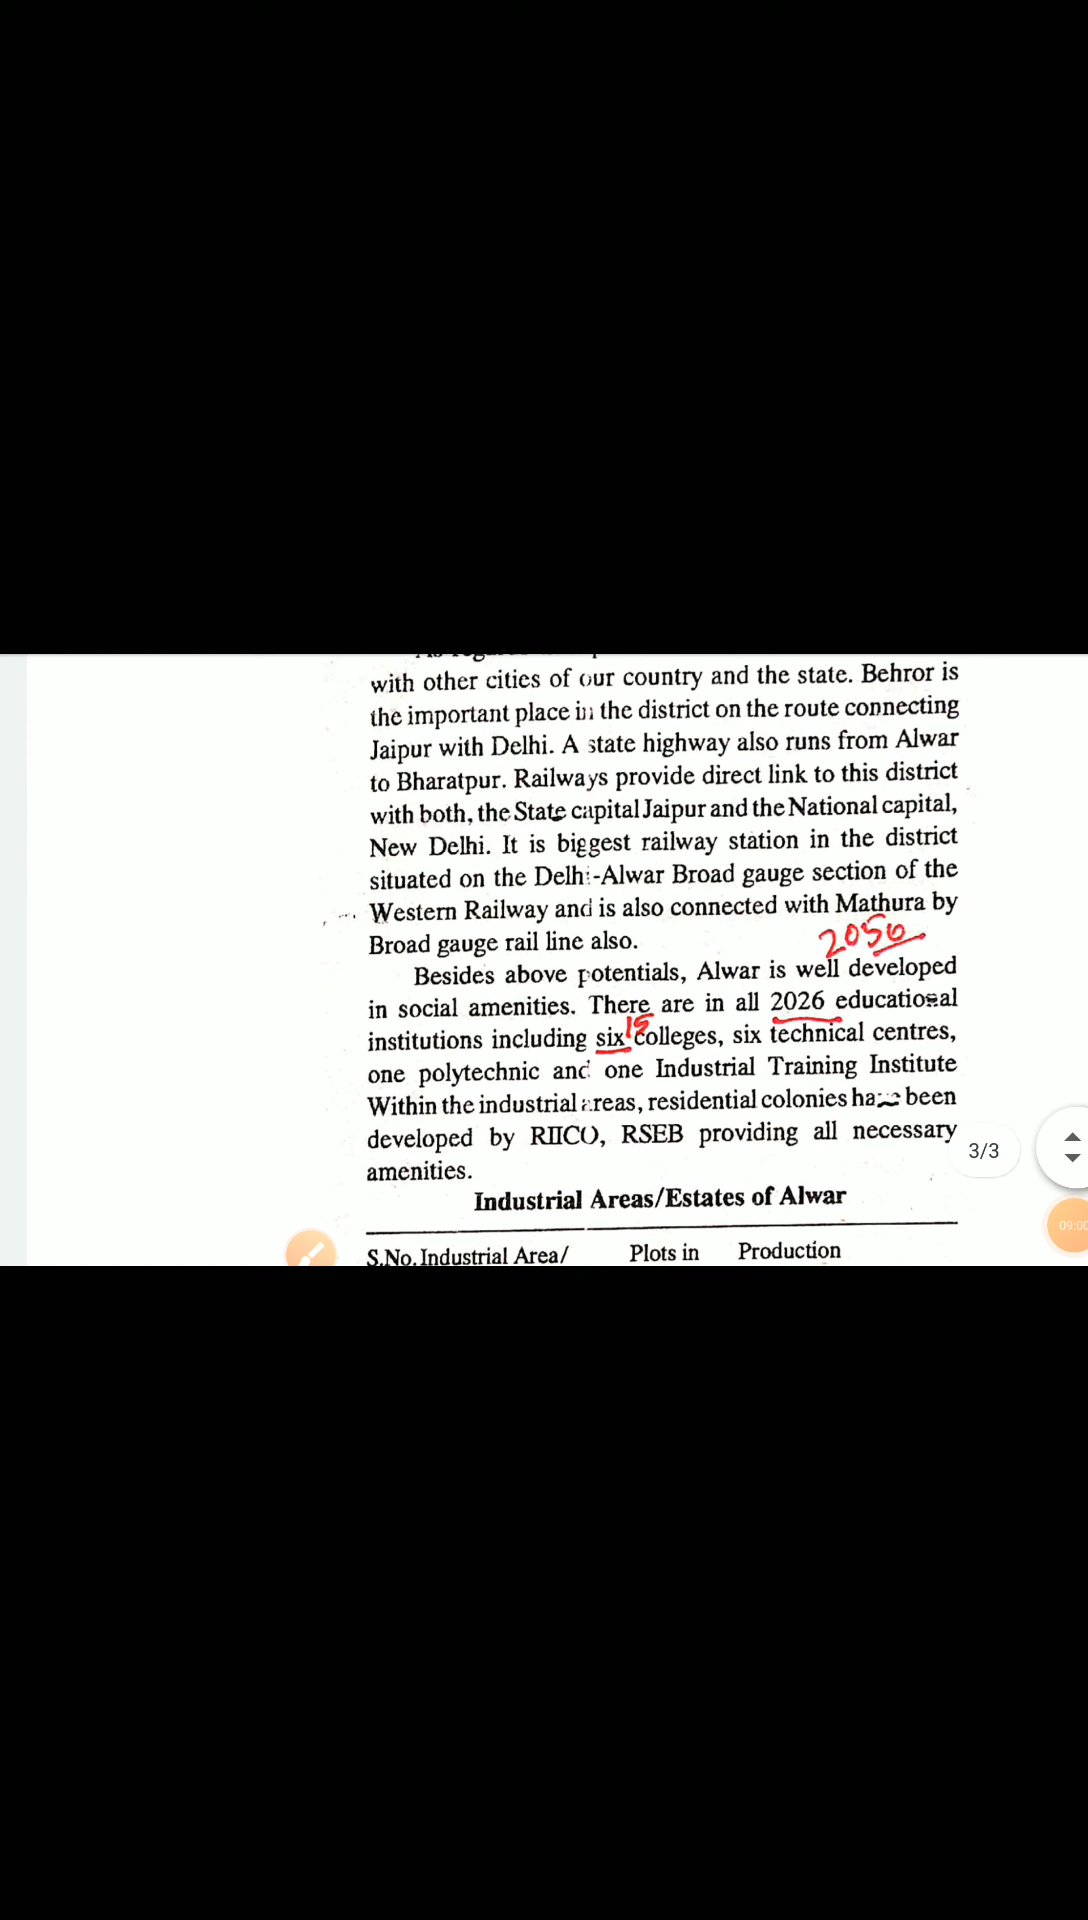 with other cities of our country and the state. Behror is
the important place in the district on the route connecting
Jaipur with Delhi. A state highway also runs from Alwar
to Bharatpur. Railways provide direct link to this district
with both, the State capital Jaipur and the National capital,
New Delhi. It is biggest railway station in the district
situated on the Delhi-Alwar Broad gauge section of the
Western Railway and is also connected with Mathura by
Broad gauge rail line also.
2056
Besides above potentials, Alwar is well developed
in social amenities. There are in all 2026 educational
15
institutions including six colleges, six technical centres,
one polytechnic and one Industrial Training Institute
Within the industrial areas, residential colonies have been
developed by RIICO, RSEB providing all necessary
amenities.
3/3
Industrial Areas/Estates of Alwar
09:00
S.No. Industrial Area/ Plots in Production